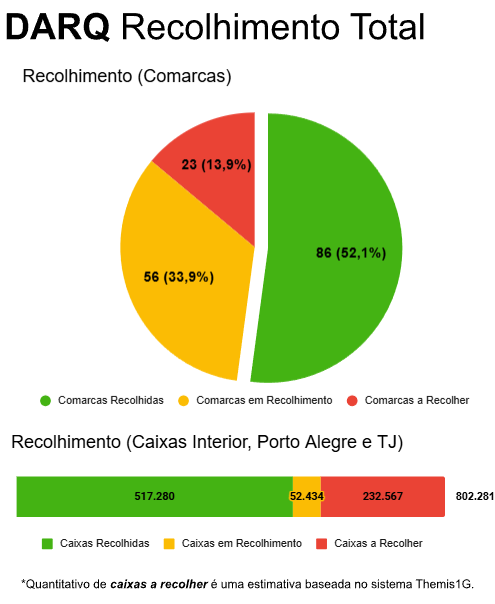 DARQ Recolhimento Total
Recolhimento (Comarcas)
23 (13,9%)
86 (52,1%)
56 (33,9%)
Comarcas Recolhidas Comarcas em Recolhimento Comarcas a Recolher
Recolhimento (Caixas Interior, Porto Alegre e TJ)
517.280 52.434 232.567 802.281
Caixas Recolhidas Caixas em Recolhimento Caixas a Recolher
*Quantitativo de caixas a recolher é uma estimativa baseada no sistema Themis1G.